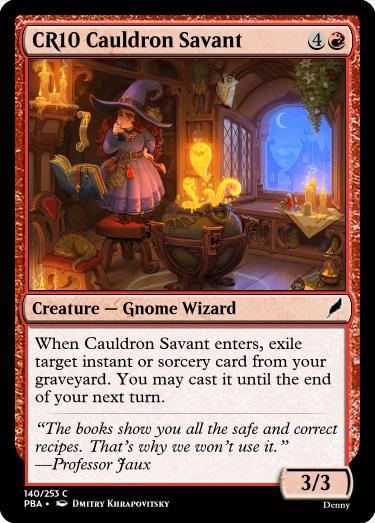 CR10 Cauldron Savant 4
Creature — Gnome Wizard
When Cauldron Savant enters, exile
target instant or sorcery card from your
graveyard. You may cast it until the end
of your next turn.
“The books show you all the safe and correct
recipes. That’s why we won’t use it.”
—Professor Jaux
3/3
140/253 C
PBA • Dmitry Khrapovitsky
Denny